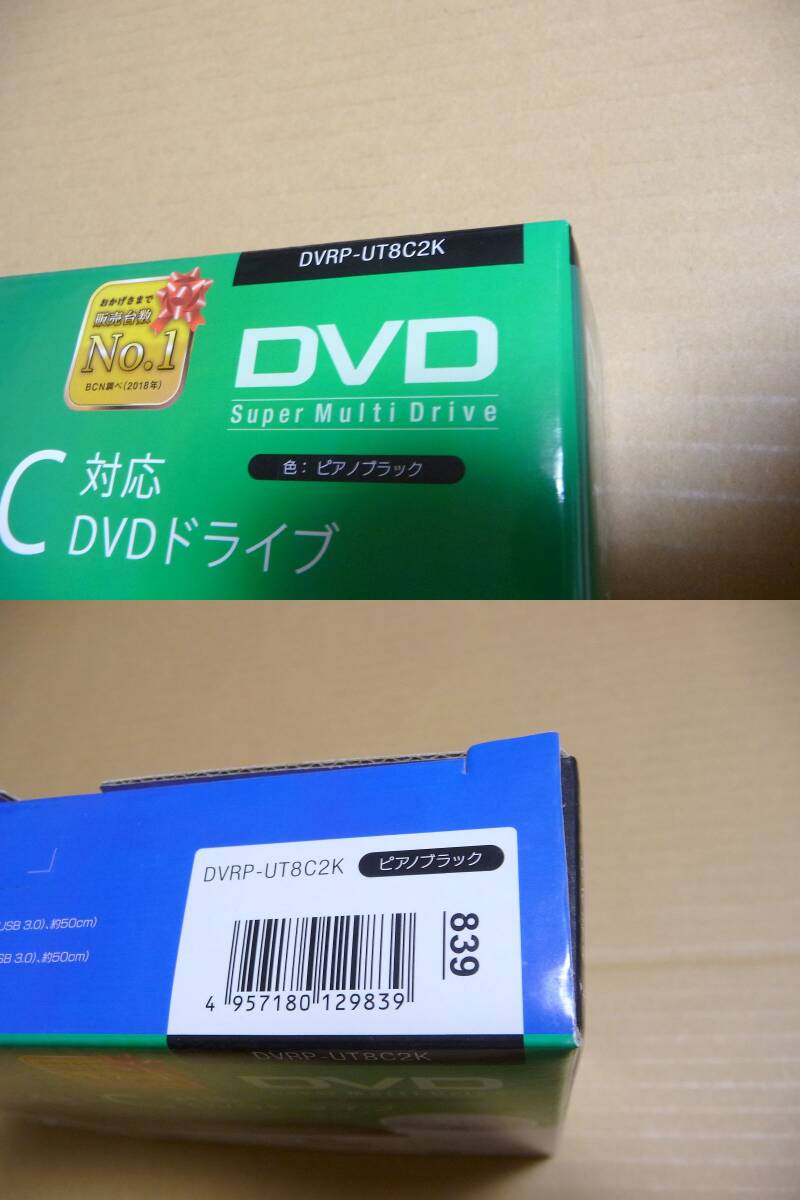 DVRP-UT8C2K
おかげさまで
販売台数
No.1
BCN調べ(2018年)
DVD
Super Multi Drive
色：ピアノブラック
C 対応
DVDドライブ
DVRP-UT8C2K ピアノブラック
USB 3.0)、約50cm)
SB 3.0)、約50cm)
839
4 957180 129839
DVRP-UT8C2K
DVD